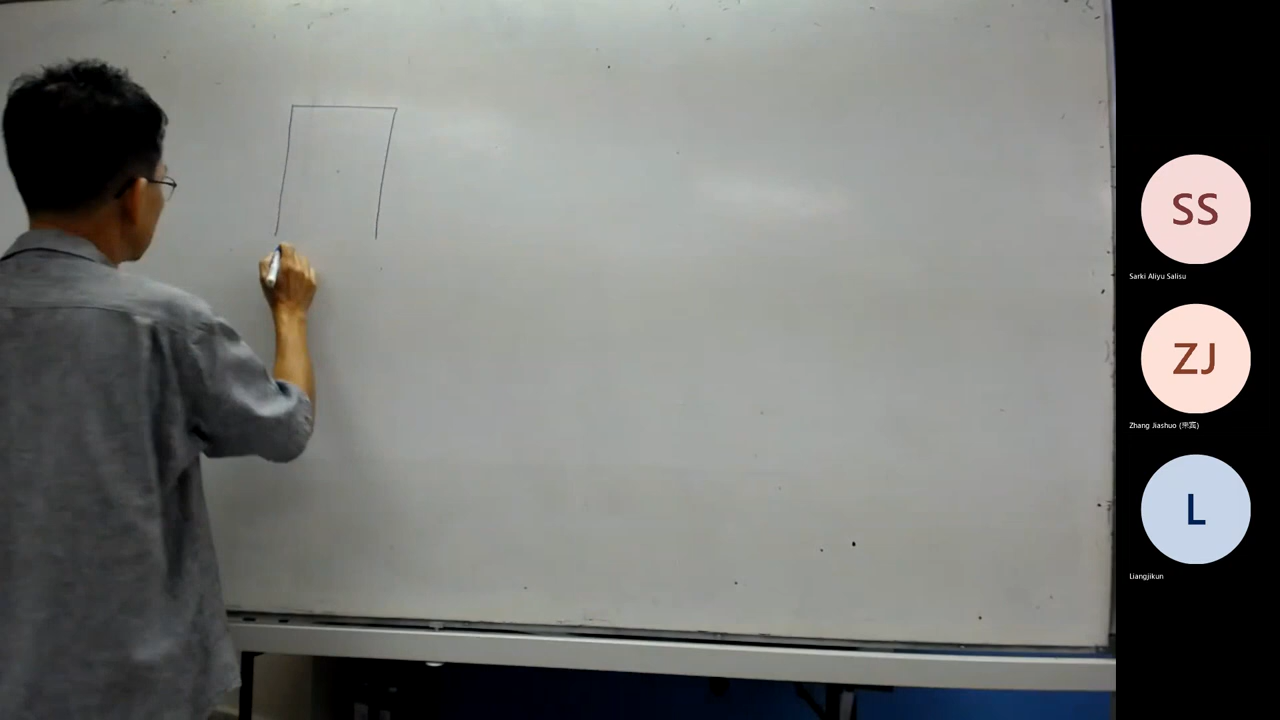 SS
Sarki Aliyu Salisu
ZJ
Zhang Jiashuo
L
Liangjikun